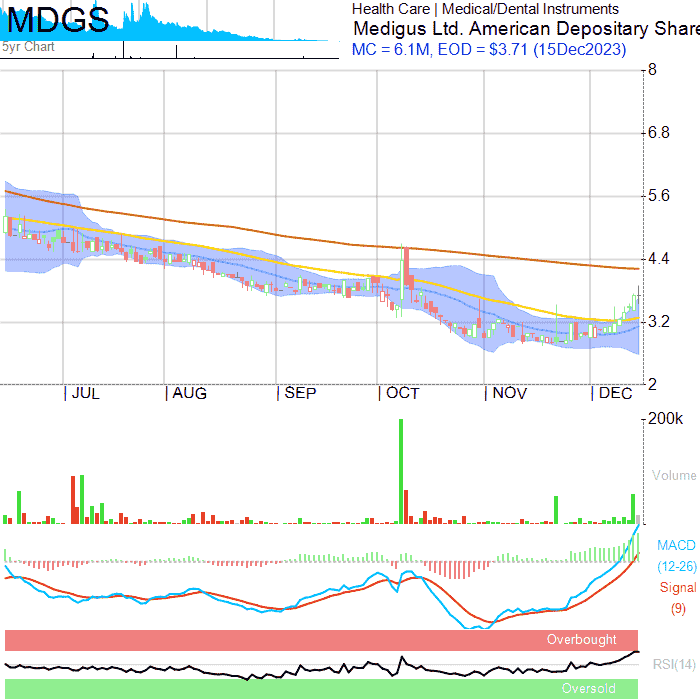 MDGS
5yr Chart
Health Care | Medical/Dental Instruments
Medigus Ltd. American Depositary Share
MC = 6.1M, EOD = $3.71 (15Dec2023)
8
6.8
5.6
4.4
3.2
2
JUL AUG SEP OCT NOV DEC
200k
Volume
MACD
(12-26)
Signal
(9)
Overbought
RSI(14)
Oversold